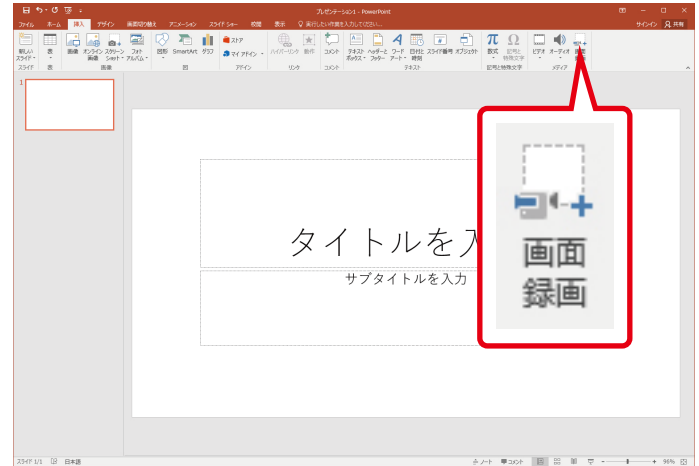 プレゼンテーション1 - PowerPoint
サインイン 共有
ファイル ホーム 挿入 デザイン 画面切り替え アニメーション スライド ショー 校閲 表示 実行したい作業を入力してください...
新しい
スライド
表
画像
オンライン
画像
スクリーン
ショット
フォト
アルバム
図形
SmartArt
グラフ
ストア
マイ アドイン
ハイパーリンク
動作
コメント
テキスト
ボックス
ヘッダーと
フッター
ワード
アート
日付と
時刻
スライド番号
オブジェクト
数式
記号と
特殊文字
ビデオ
オーディオ
スライド 表 画像 図 アドイン リンク コメント テキスト 記号と特殊文字 メディア
1
タイトルを入
サブタイトルを入力
画面
録画
スライド 1/1 日本語
ノート コメント 96%